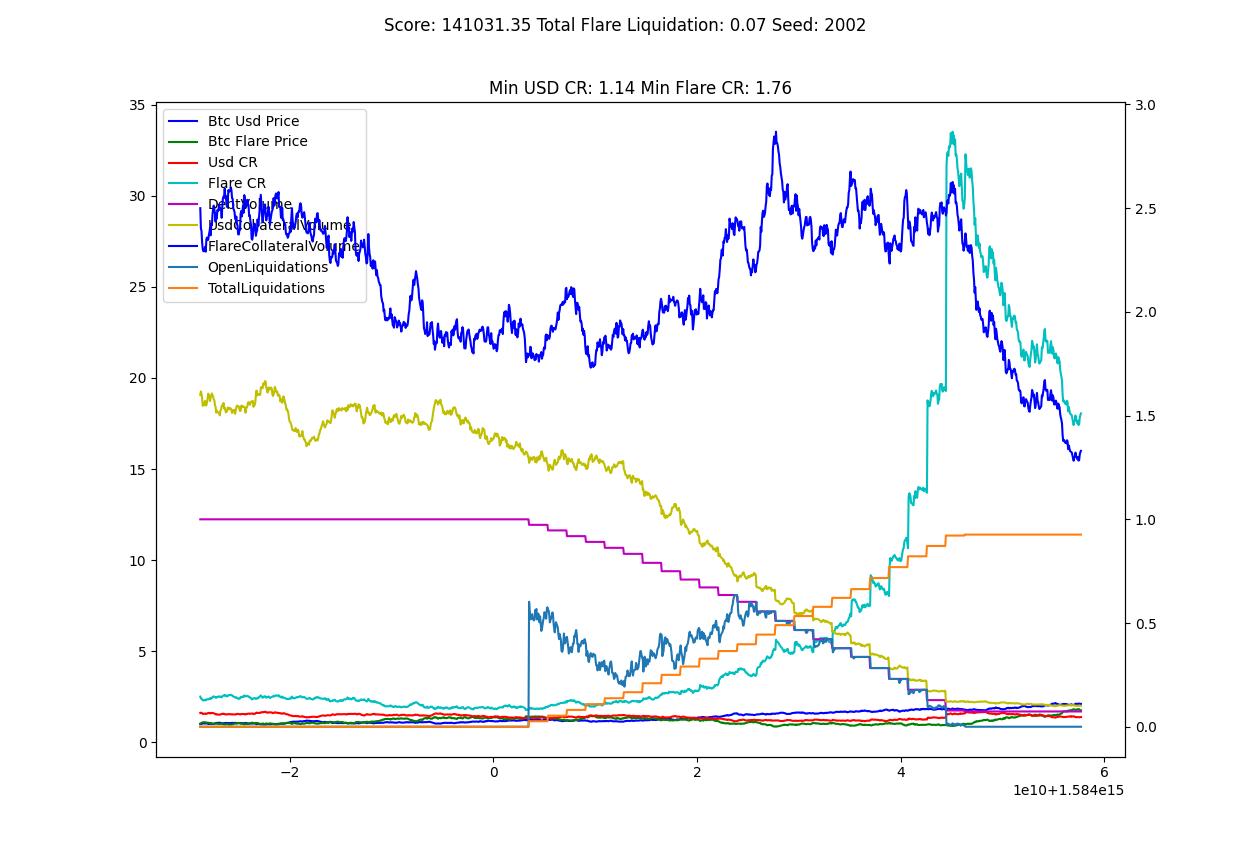 Score: 141031.35 Total Flare Liquidation: 0.07 Seed: 2002
Min USD CR: 1.14 Min Flare CR: 1.76
35
30
25
20
15
10
5
0
3.0
2.5
2.0
1.5
1.0
0.5
0.0
Btc Usd Price
Btc Flare Price
Usd CR
Flare CR
DebtVolume
UsdCollateralVolume
FlareCollateralVolume
OpenLiquidations
TotalLiquidations
−2 0 2 4 6
1e10+1.584e15